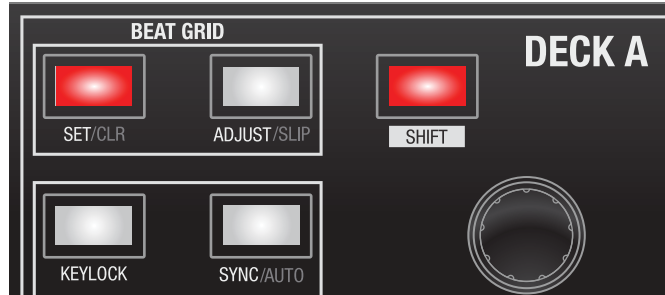 BEAT GRID
DECK A
SET/CLR
ADJUST/SLIP
SHIFT
KEYLOCK
SYNC/AUTO